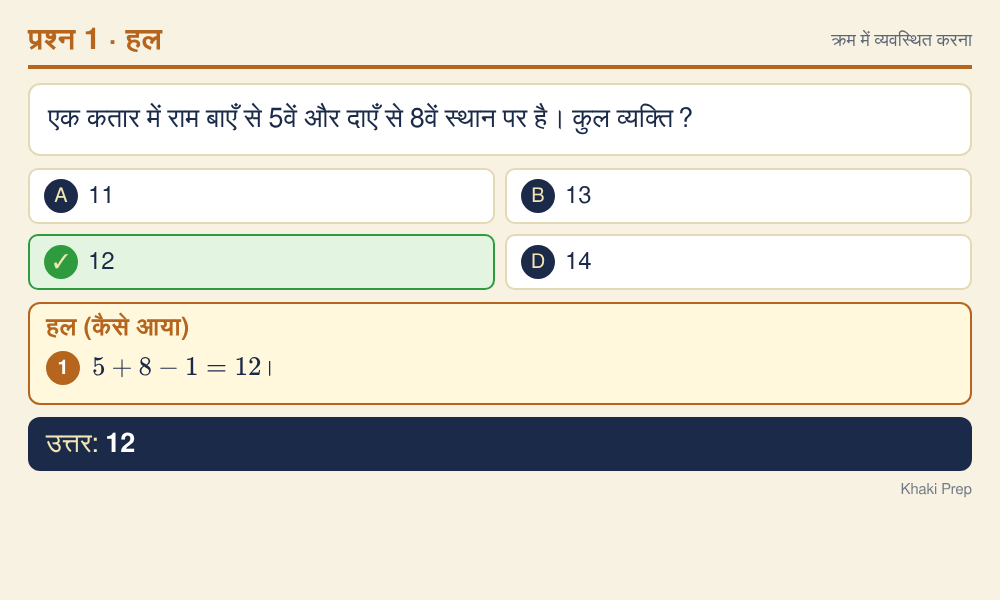 प्रश्न 1 · हल
क्रम में व्यवस्थित करना
एक कतार में राम बाएँ से 5वें और दाएँ से 8वें स्थान पर है। कुल व्यक्ति?
A 11
B 13
✓ 12
D 14
हल (कैसे आया)
1 5 + 8 − 1 = 12।
उत्तर: 12
Khaki Prep